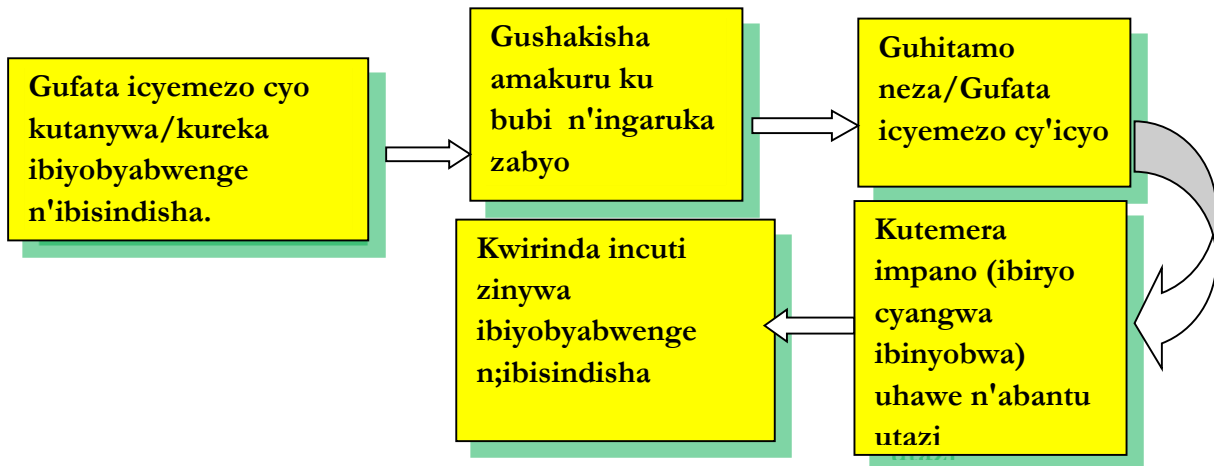 Gufata icyemezo cyo
kutanywa/kureka
ibiyobyabwenge
n'ibisindisha.
Gushakisha
amakuru ku
bubi n'ingaruka
zabyo
Guhitamo
neza/Gufata
icyemezo cy'icyo
Kutemera
impano (ibiryo
cyangwa
ibinyobwa)
uhawe n'abantu
utazi
Kwirinda incuti
zinywa
ibiyobyabwenge
n;ibisindisha